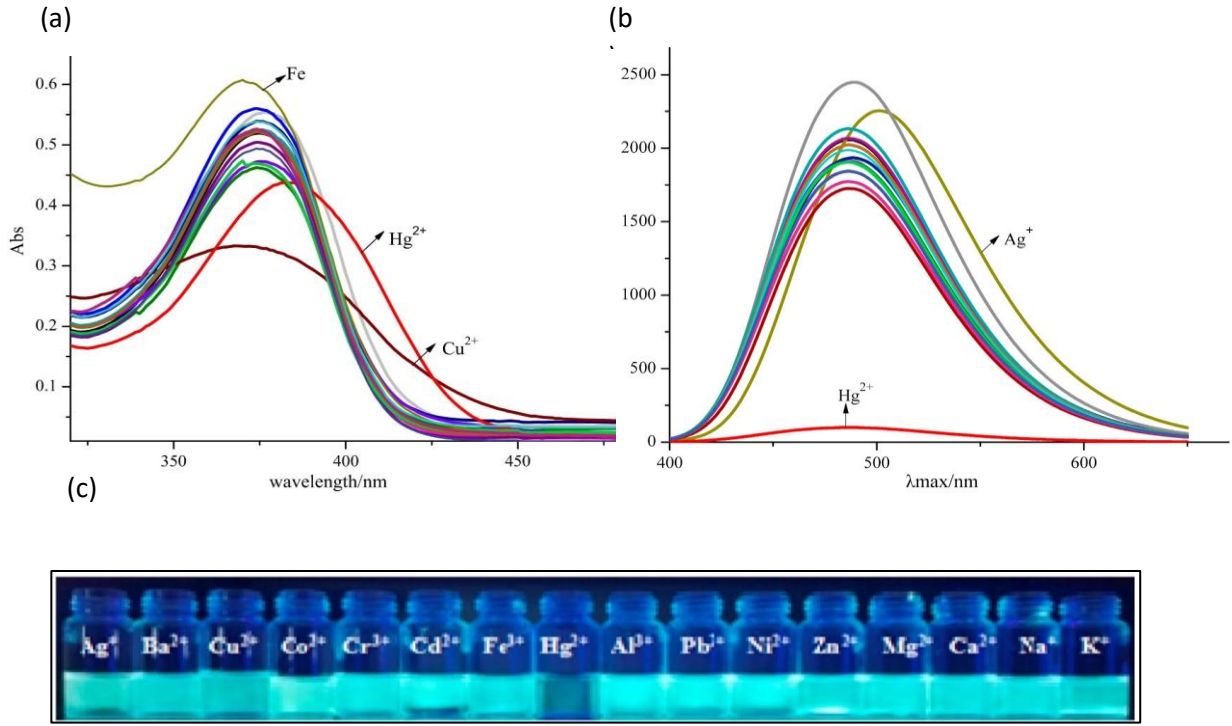 (a)
(b)
0.6
0.5
0.4
0.3
0.2
0.1
Abs
Fe
Hg²⁺
Cu²⁺
350
400
450
wavelength/nm
2500
2000
1500
1000
500
0
Ag⁺
Hg²⁺
400
500
600
λmax/nm
(c)
Ag⁺ Ba²⁺ Cu²⁺ Co²⁺ Cr³⁺ Cd²⁺ Fe³⁺ Hg²⁺ Al³⁺ Pb²⁺ Ni²⁺ Zn²⁺ Mg²⁺ Ca²⁺ Na⁺ K⁺